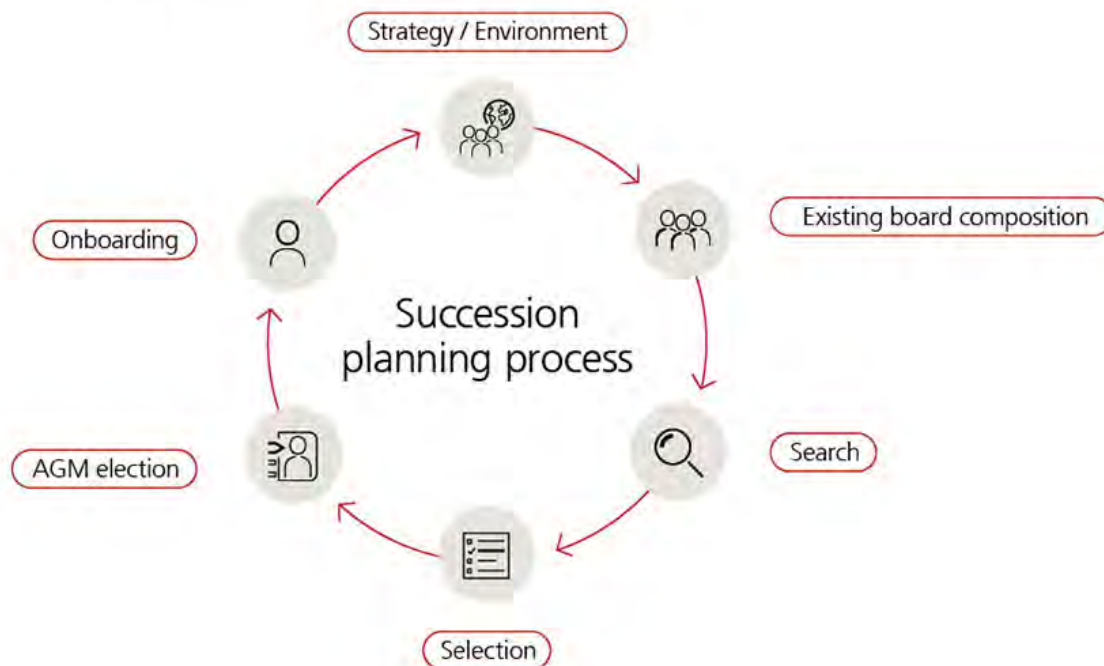 Strategy / Environment
Existing board composition
Onboarding
Succession
planning process
Search
AGM election
Selection